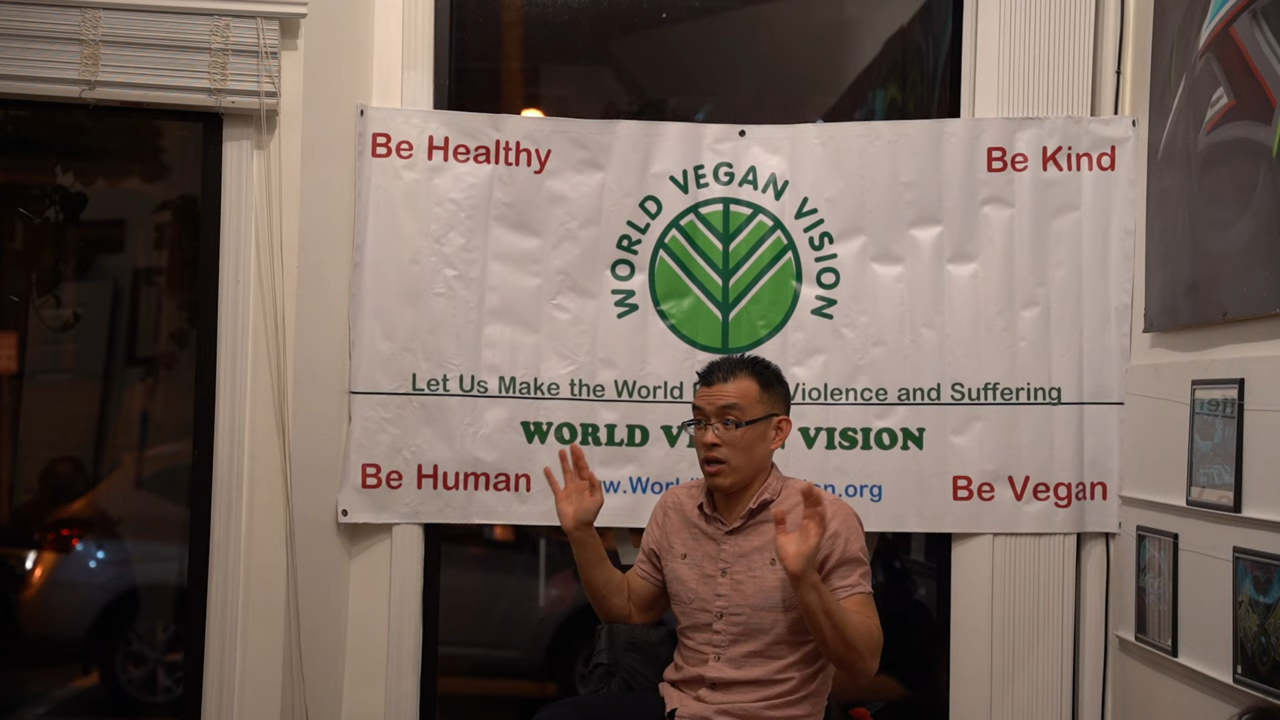 Be Healthy
Be Kind
WORLD VEGAN VISION
Let Us Make the World Violence and Suffering
WORLD VISION
Be Human
Be Vegan